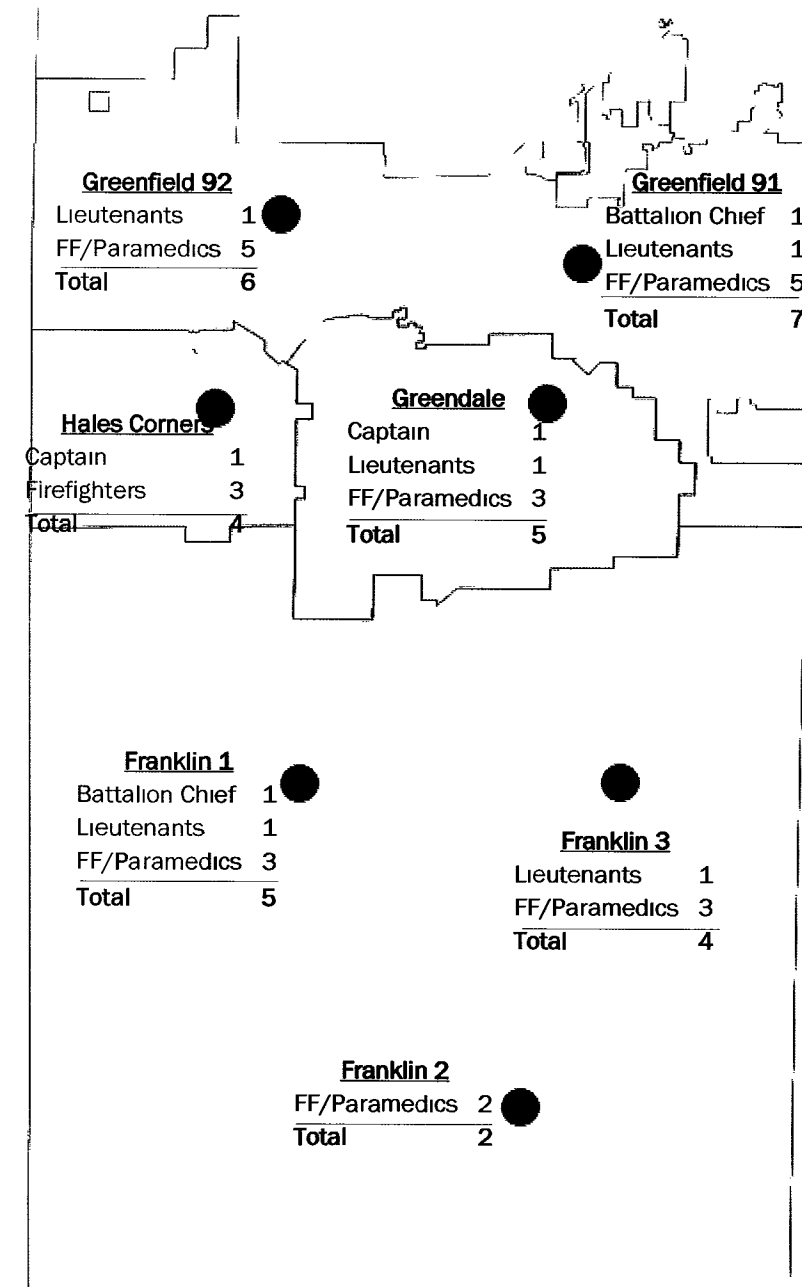 Greenfield 92
Lieutenants 1
FF/Paramedics 5
Total 6
Greenfield 91
Battalion Chief 1
Lieutenants 1
FF/Paramedics 5
Total 7
Hales Corners
Captain 1
Firefighters 3
Total 4
Greendale
Captain 1
Lieutenants 1
FF/Paramedics 3
Total 5
Franklin 1
Battalion Chief 1
Lieutenants 1
FF/Paramedics 3
Total 5
Franklin 3
Lieutenants 1
FF/Paramedics 3
Total 4
Franklin 2
FF/Paramedics 2
Total 2